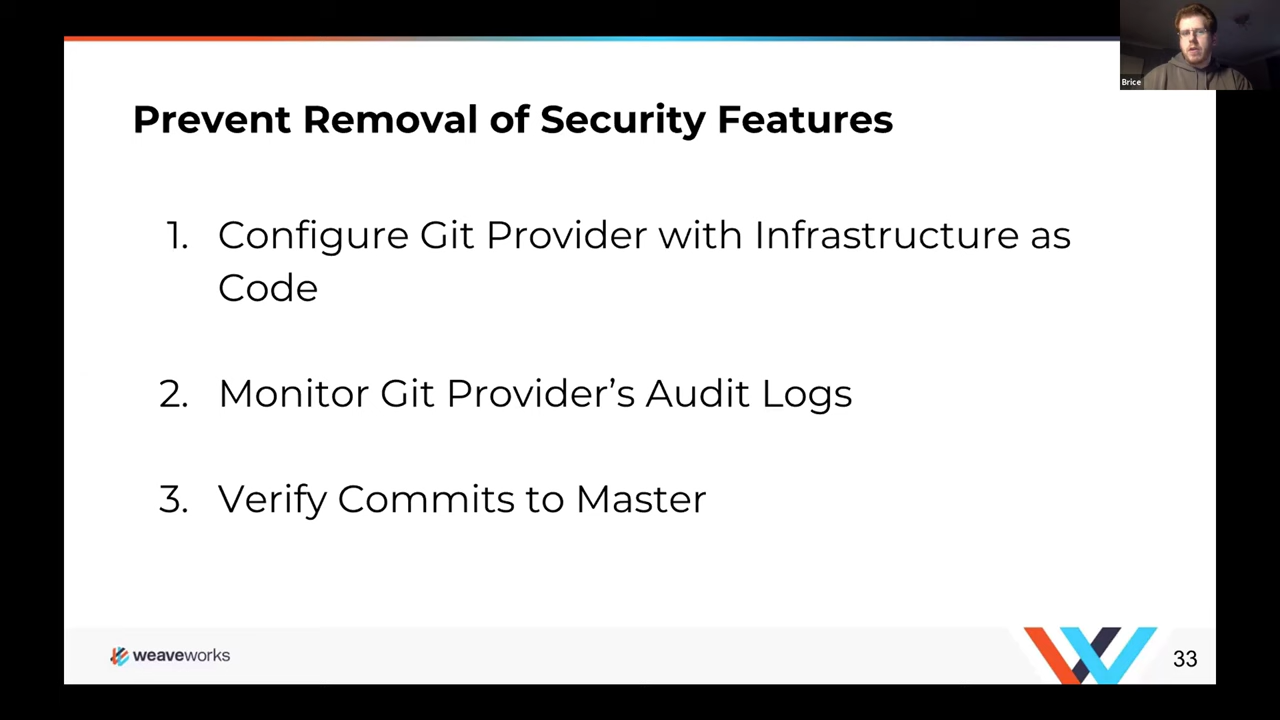 Brice
Prevent Removal of Security Features
1. Configure Git Provider with Infrastructure as
Code
2. Monitor Git Provider’s Audit Logs
3. Verify Commits to Master
weaveworks
33